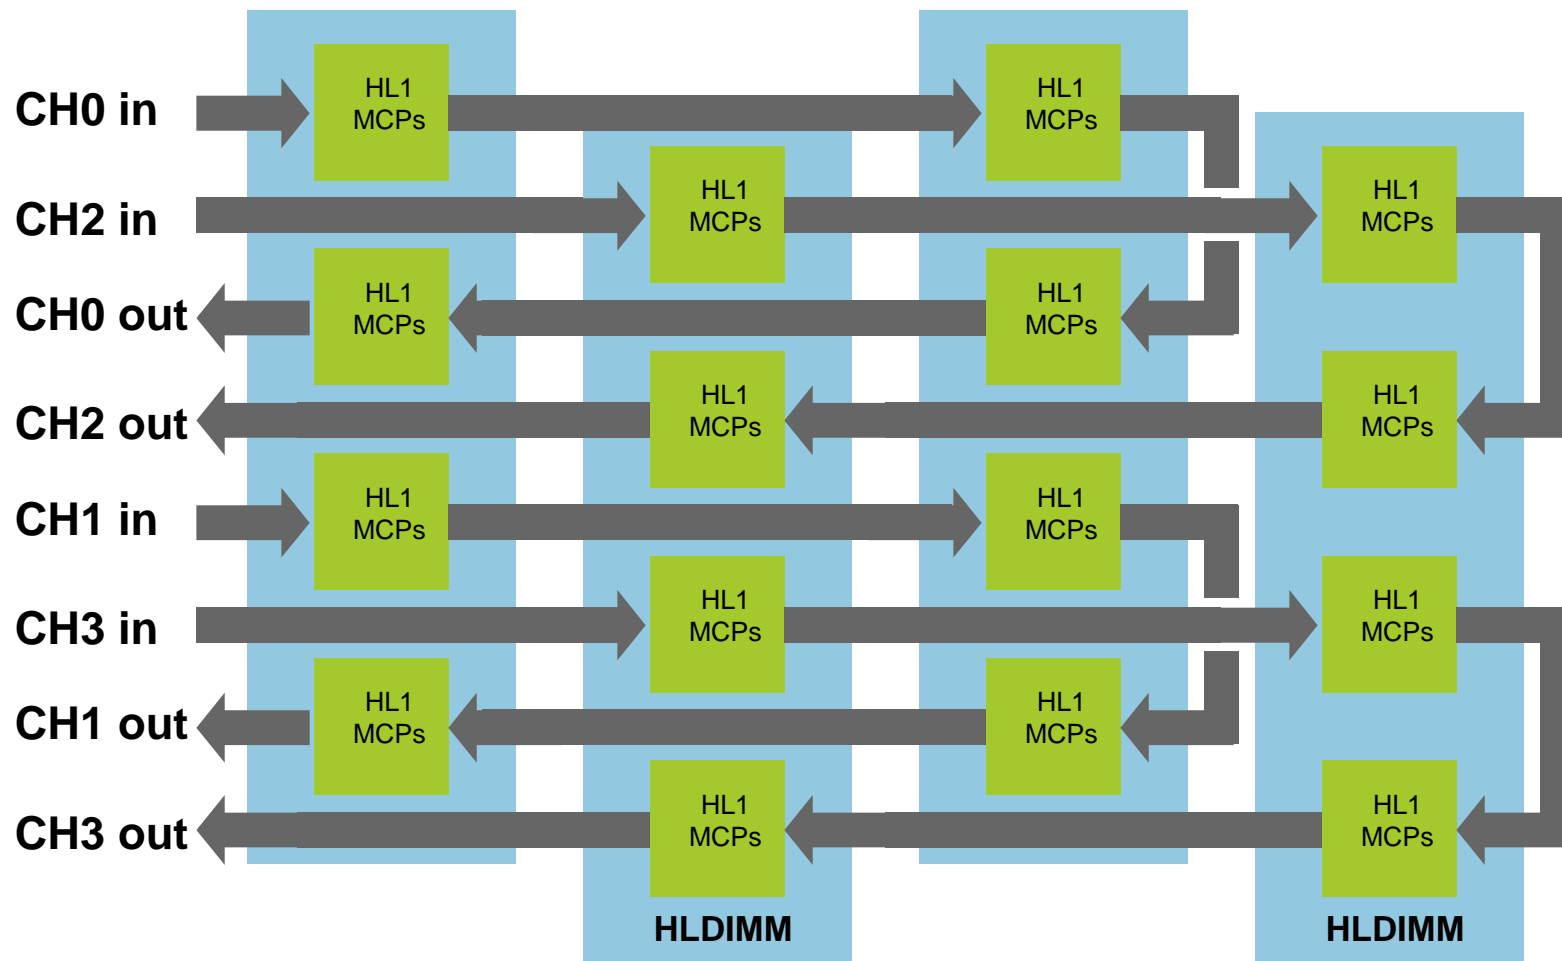 CH0 in
HL1
MCPs
HL1
MCPs
CH2 in
HL1
MCPs
HL1
MCPs
CH0 out
HL1
MCPs
HL1
MCPs
CH2 out
HL1
MCPs
HL1
MCPs
CH1 in
HL1
MCPs
HL1
MCPs
CH3 in
HL1
MCPs
HL1
MCPs
CH1 out
HL1
MCPs
HL1
MCPs
CH3 out
HL1
MCPs
HL1
MCPs
HLDIMM
HLDIMM